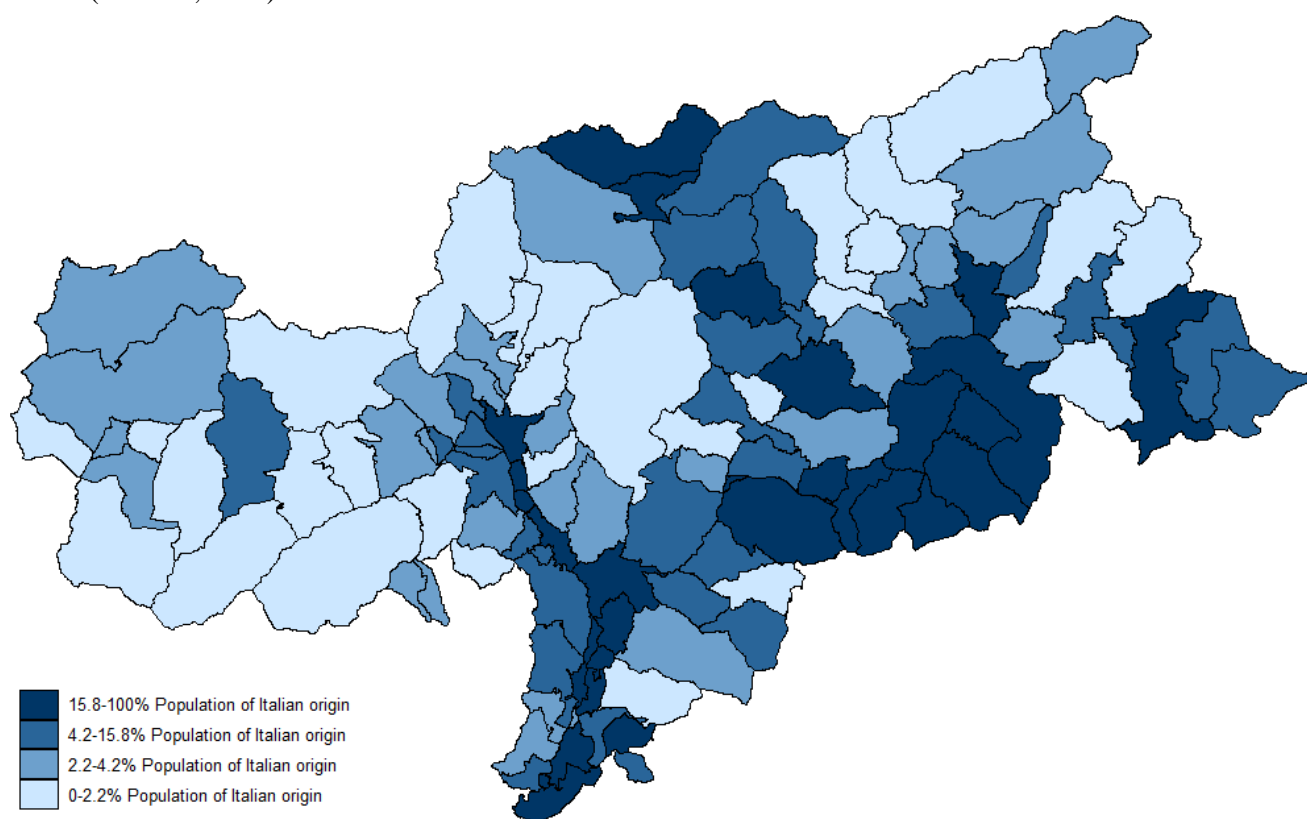 15.8-100% Population of Italian origin
4.2-15.8% Population of Italian origin
2.2-4.2% Population of Italian origin
0-2.2% Population of Italian origin